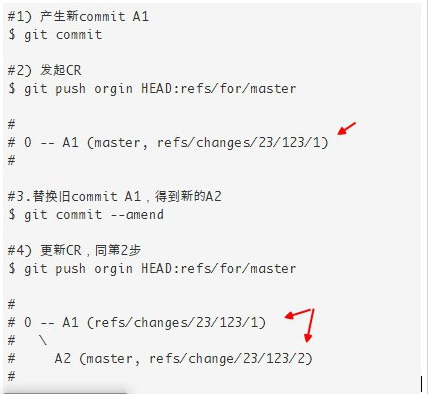 #1) 产生新commit A1
$ git commit
#2) 发起CR
$ git push orgin HEAD:refs/for/master
#
# 0 -- A1 (master, refs/changes/23/123/1)
#
#3.替换旧commit A1，得到新的A2
$ git commit --amend
#4) 更新CR，同第2步
$ git push orgin HEAD:refs/for/master
#
# 0 -- A1 (refs/changes/23/123/1)
#   \
#     A2 (master, refs/change/23/123/2)
#